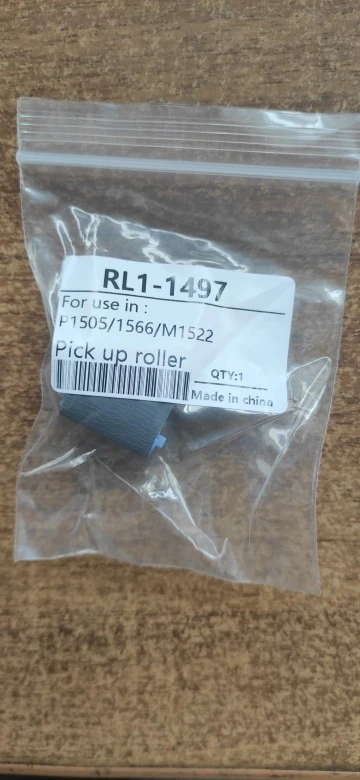 RL1-1497
For use in :
P1505/1566/M1522
Pick up roller
QTY:1
Made in china